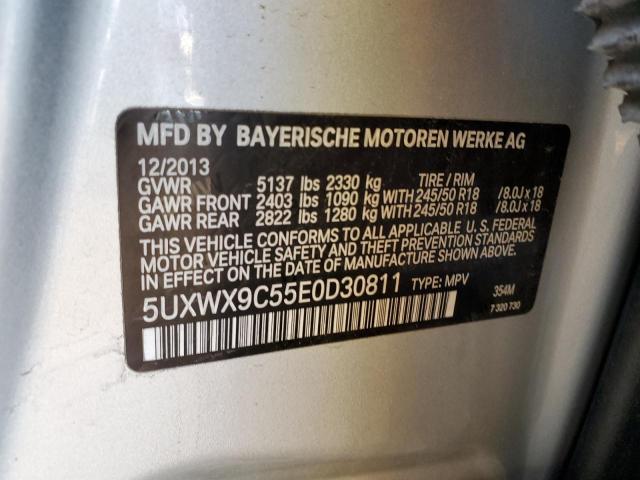 MFD BY BAYERISCHE MOTOREN WERKE AG
12/2013
GVWR 5137 lbs 2330 kg TIRE / RIM
GAWR FRONT 2403 lbs 1090 kg WITH 245/50 R18 /8.0J x 18
GAWR REAR 2822 lbs 1280 kg WITH 245/50 R18 /8.0J x 18
THIS VEHICLE CONFORMS TO ALL APPLICABLE U. S. FEDERAL
MOTOR VEHICLE SAFETY AND THEFT PREVENTION STANDARDS
IN EFFECT ON THE DATE OF MANUFACTURE SHOWN ABOVE.
5UXWX9C55E0D30811 TYPE: MPV 354M
7 320 730